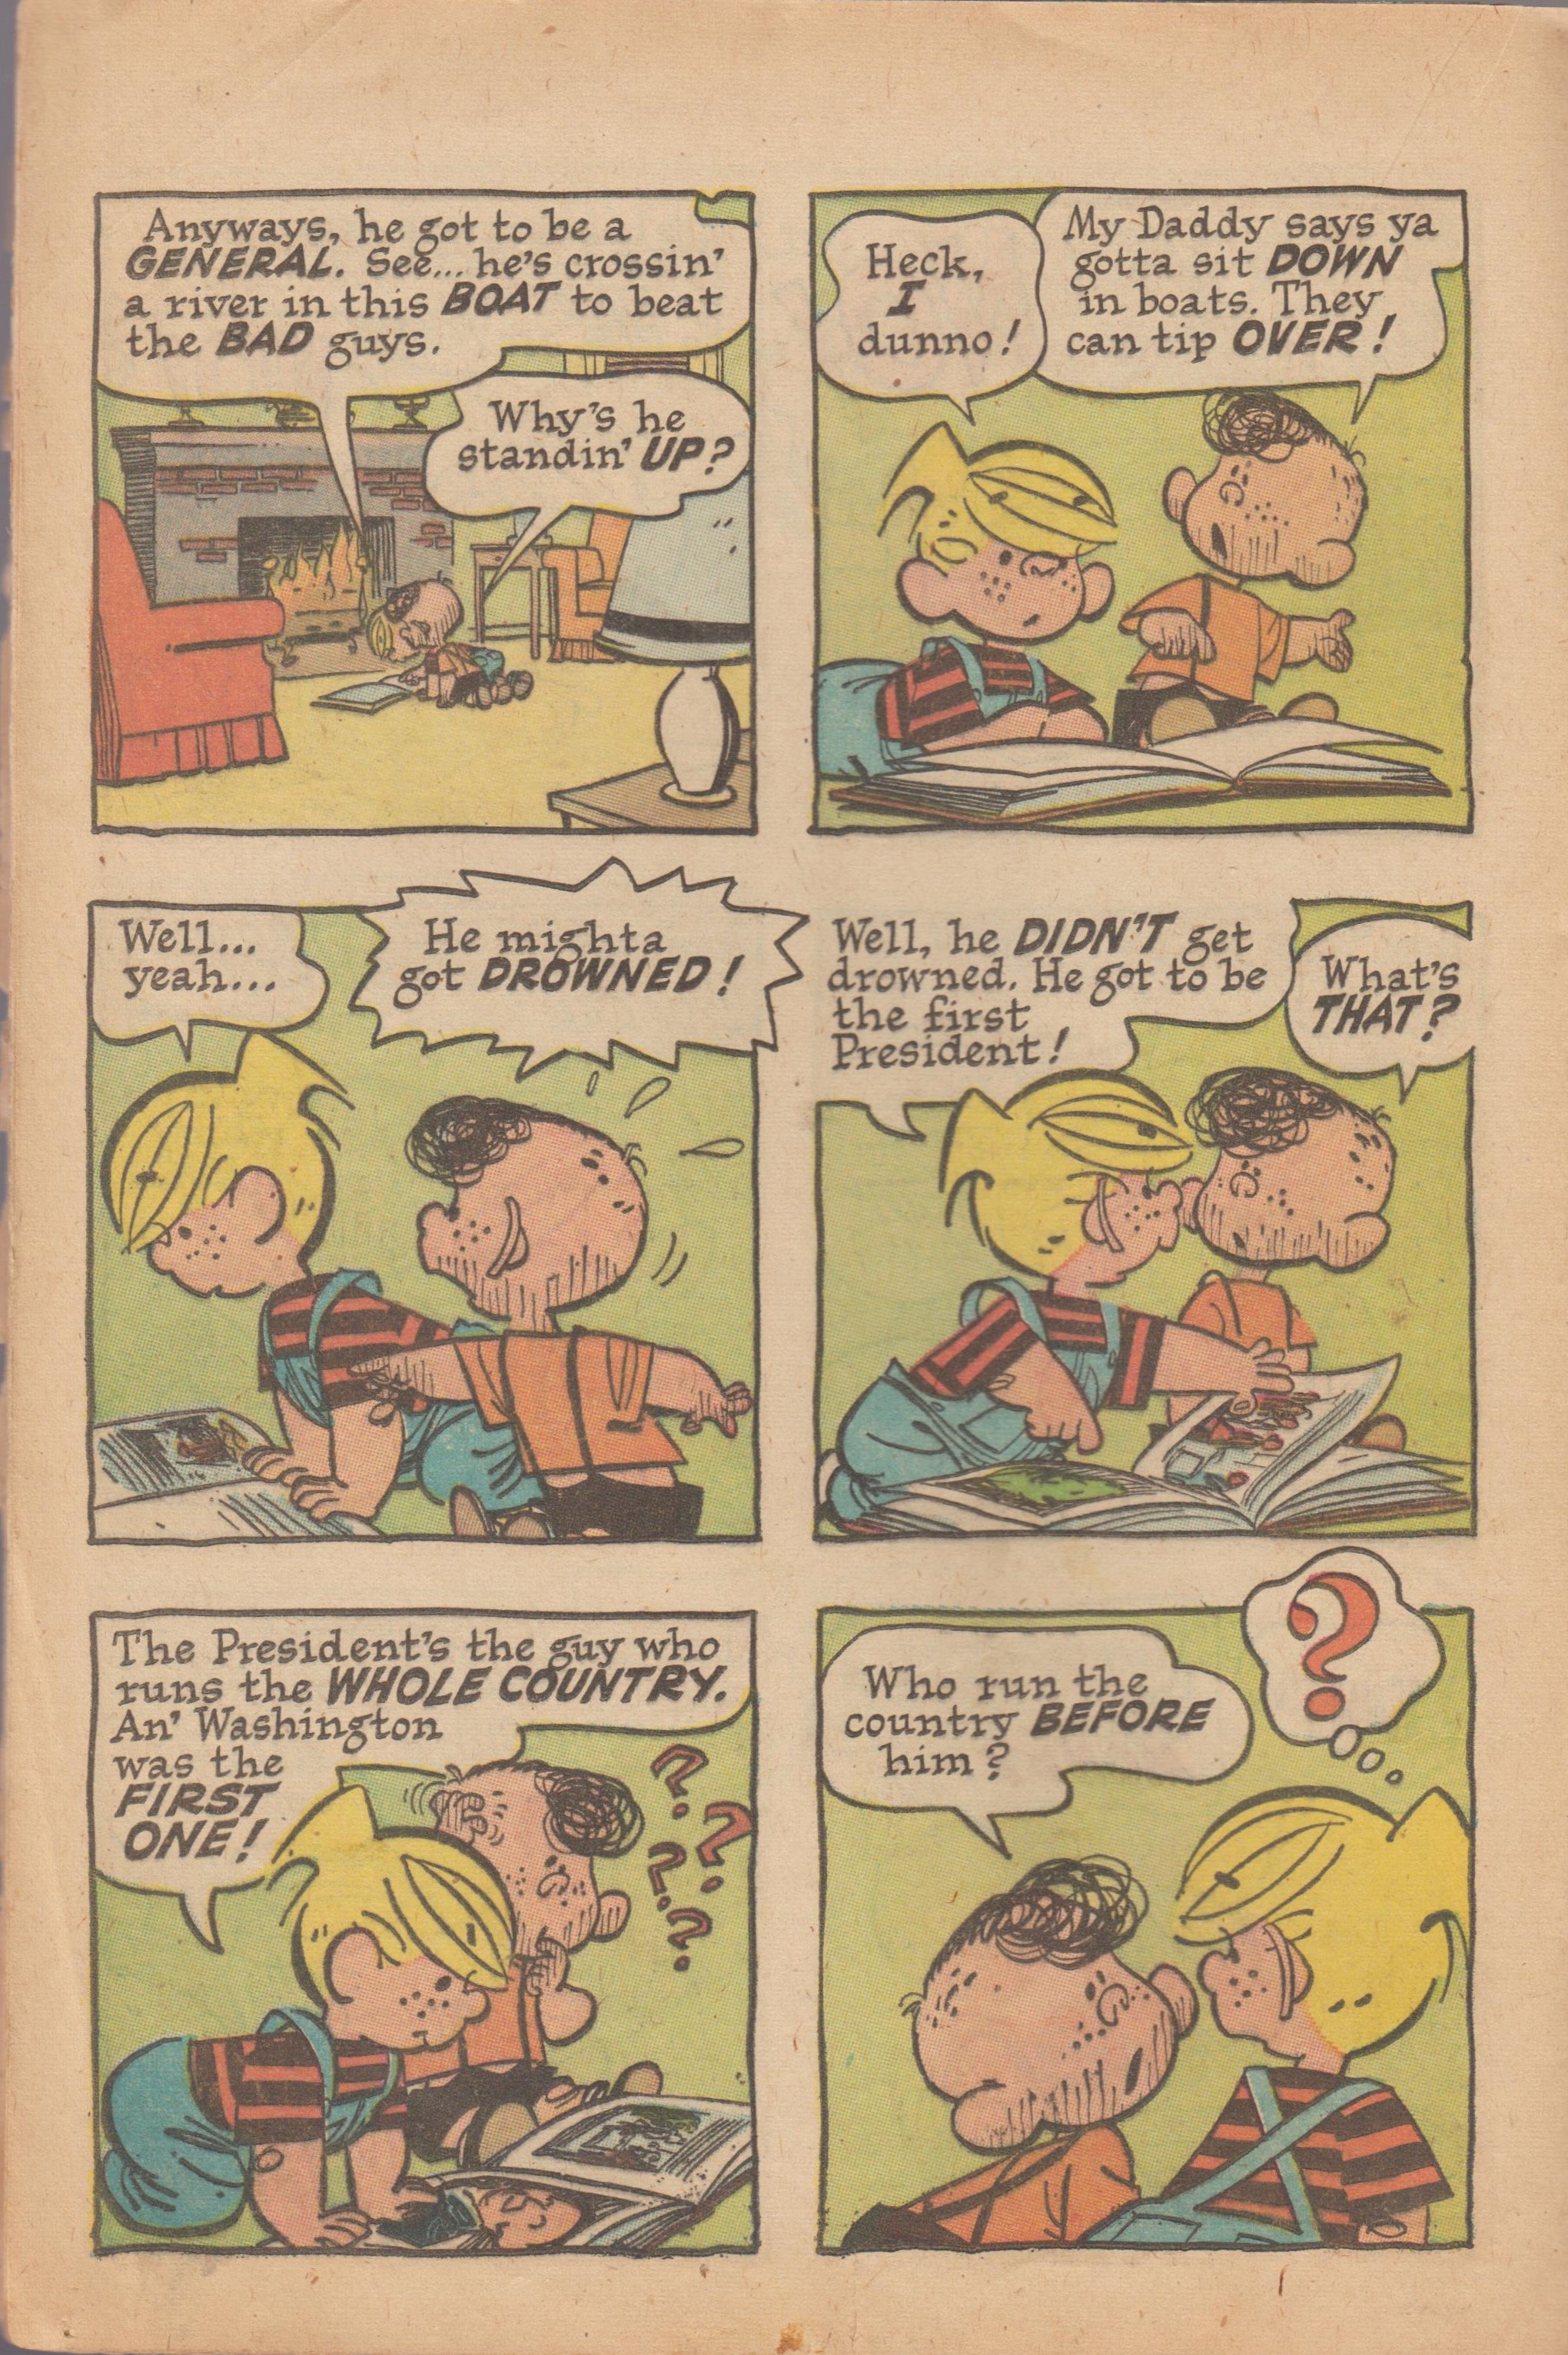 Anyways, he got to be a
GENERAL. See... he's crossin'
a river in this BOAT to beat
the BAD guys.
Why's he
standin' UP?
Heck,
I
dunno!
My Daddy says ya
gotta sit DOWN
in boats. They
can tip OVER!
Well...
yeah...
He mighta
got DROWNED!
Well, he DIDN'T get
drowned. He got to be
the first
President!
What's
THAT?
The President's the guy who
runs the WHOLE COUNTRY.
An' Washington
was the
FIRST
ONE!
? ? ? ?
Who run the
country BEFORE
him?
?